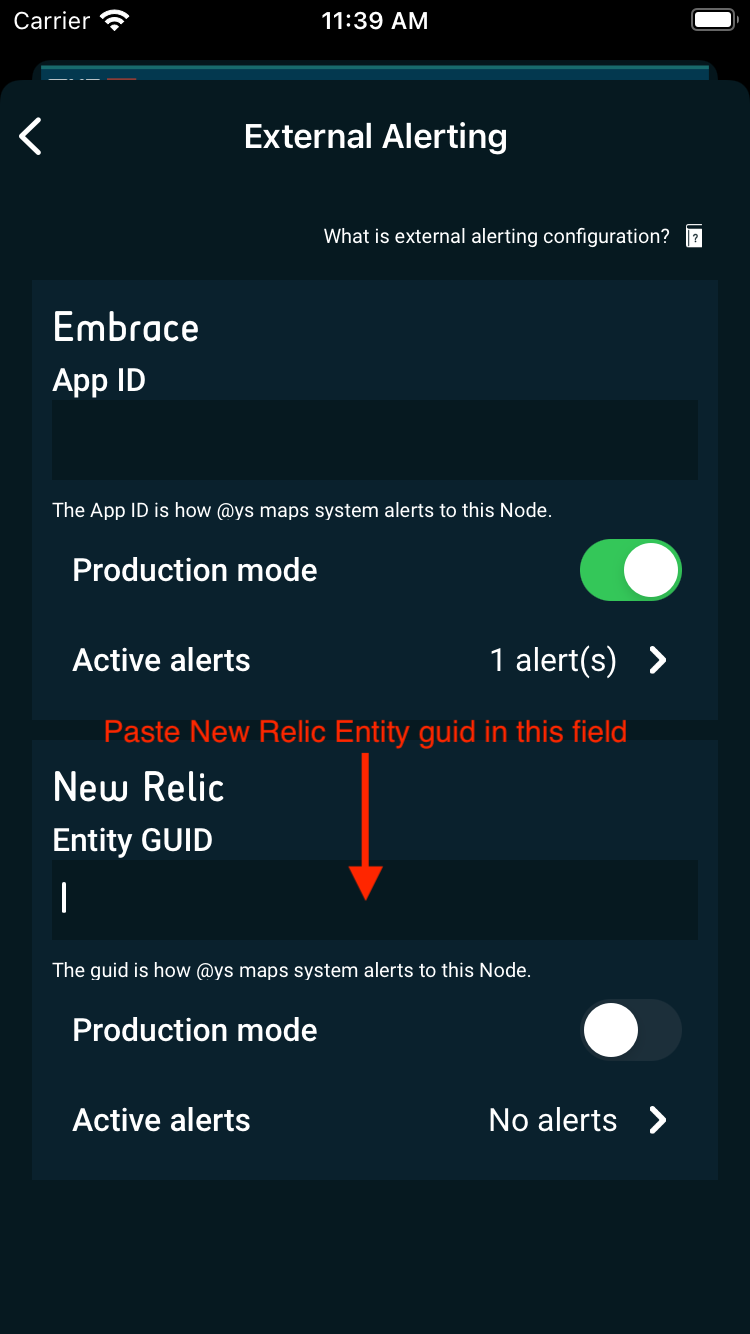 Carrier 11:39 AM
External Alerting
What is external alerting configuration? ?
Embrace
App ID
The App ID is how @ys maps system alerts to this Node.
Production mode
Active alerts 1 alert(s)
Paste New Relic Entity guid in this field
New Relic
Entity GUID
The guid is how @ys maps system alerts to this Node.
Production mode
Active alerts No alerts